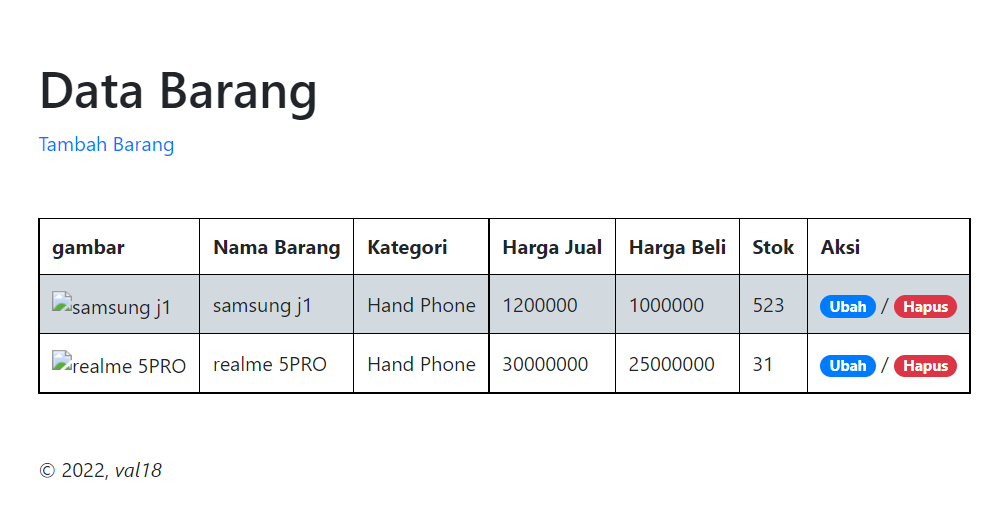 Data Barang
Tambah Barang
gambar Nama Barang Kategori Harga Jual Harga Beli Stok Aksi
samsung j1 samsung j1 Hand Phone 1200000 1000000 523 Ubah / Hapus
realme 5PRO realme 5PRO Hand Phone 30000000 25000000 31 Ubah / Hapus
© 2022, val18